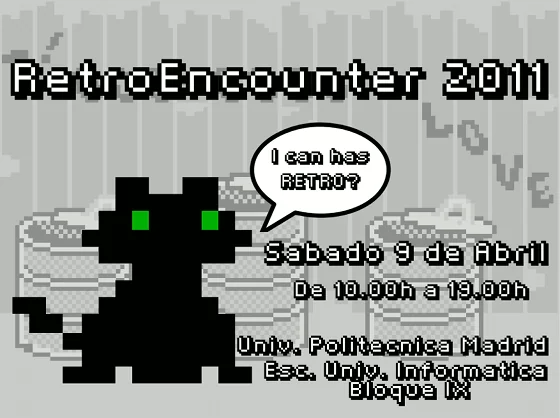 RetroEncounter 2011
LOVE
I can has
RETRO?
Sabado 9 de Abril
De 10.00h a 19.00h
Univ. Politecnica Madrid
Esc. Univ. Informatica
Bloque IX